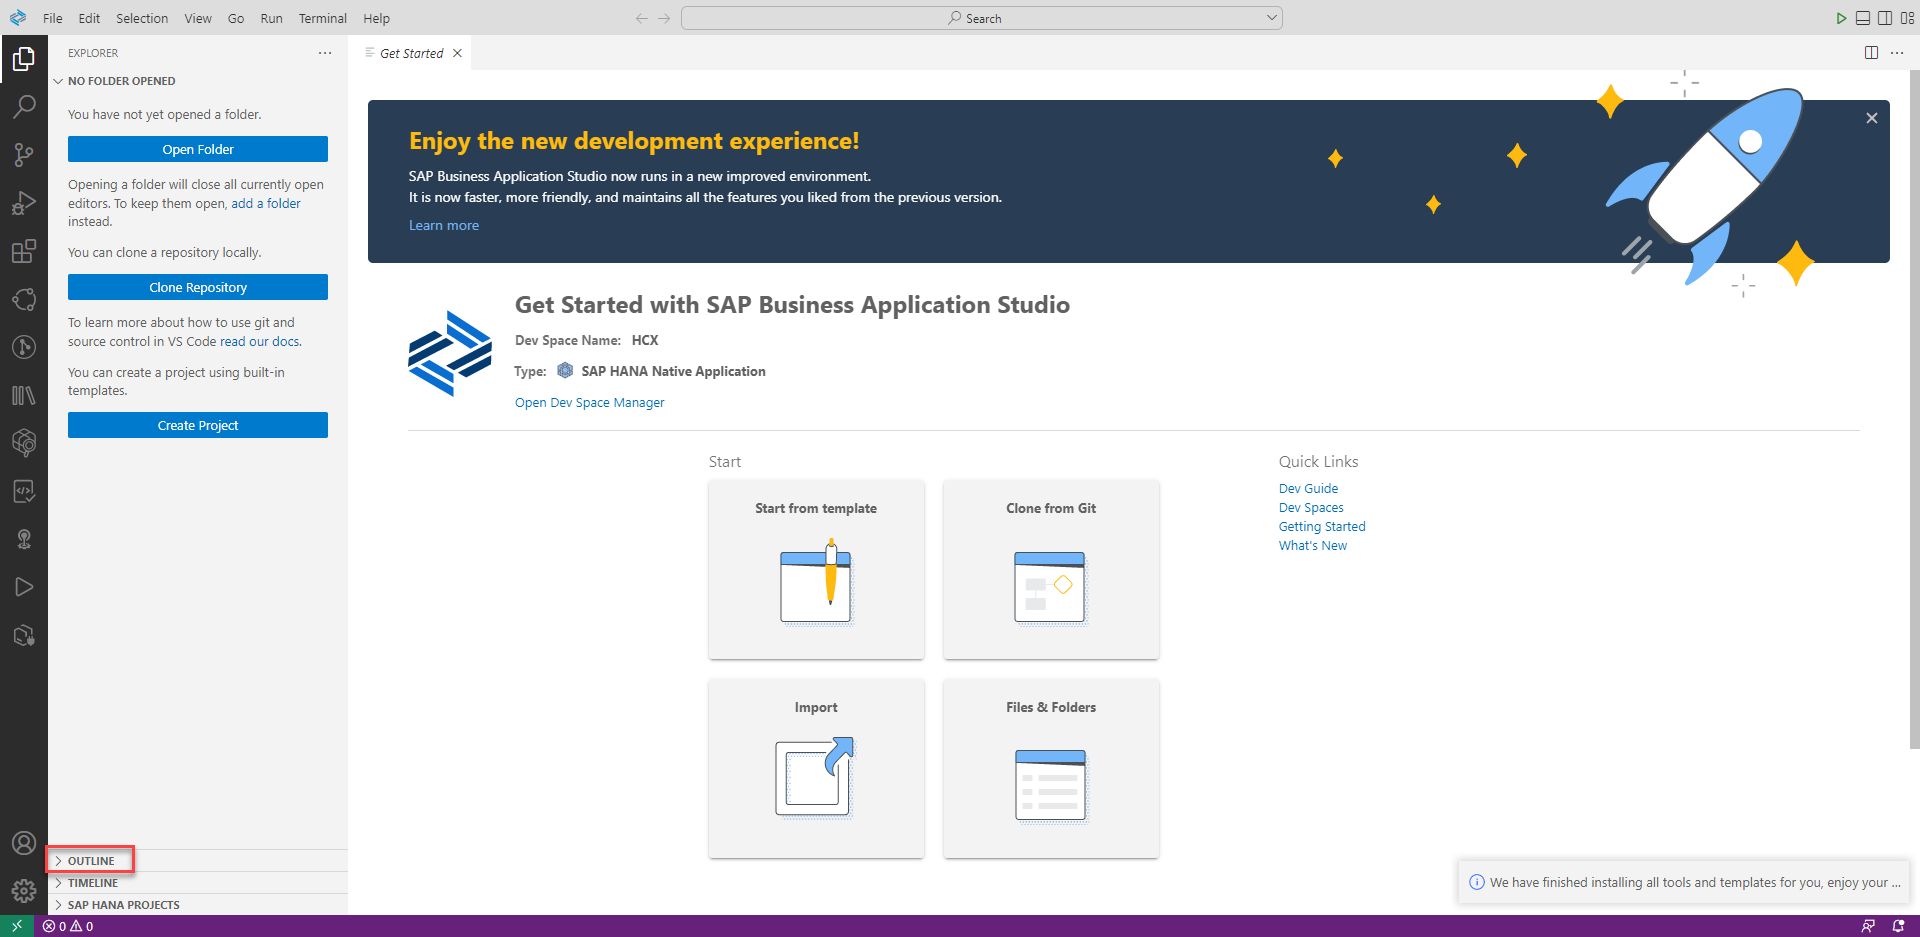 File Edit Selection View Go Run Terminal Help
Search
EXPLORER
NO FOLDER OPENED
You have not yet opened a folder.
Open Folder
Opening a folder will close all currently open
editors. To keep them open, add a folder
instead.
You can clone a repository locally.
Clone Repository
To learn more about how to use git and
source control in VS Code read our docs.
You can create a project using built-in
templates.
Create Project
OUTLINE
TIMELINE
SAP HANA PROJECTS
Get Started
Enjoy the new development experience!
SAP Business Application Studio now runs in a new improved environment.
It is now faster, more friendly, and maintains all the features you liked from the previous version.
Learn more
Get Started with SAP Business Application Studio
Dev Space Name: HCX
Type: SAP HANA Native Application
Open Dev Space Manager
Start
Start from template
Clone from Git
Import
Files & Folders
Quick Links
Dev Guide
Dev Spaces
Getting Started
What's New
We have finished installing all tools and templates for you, enjoy your ...
0 0